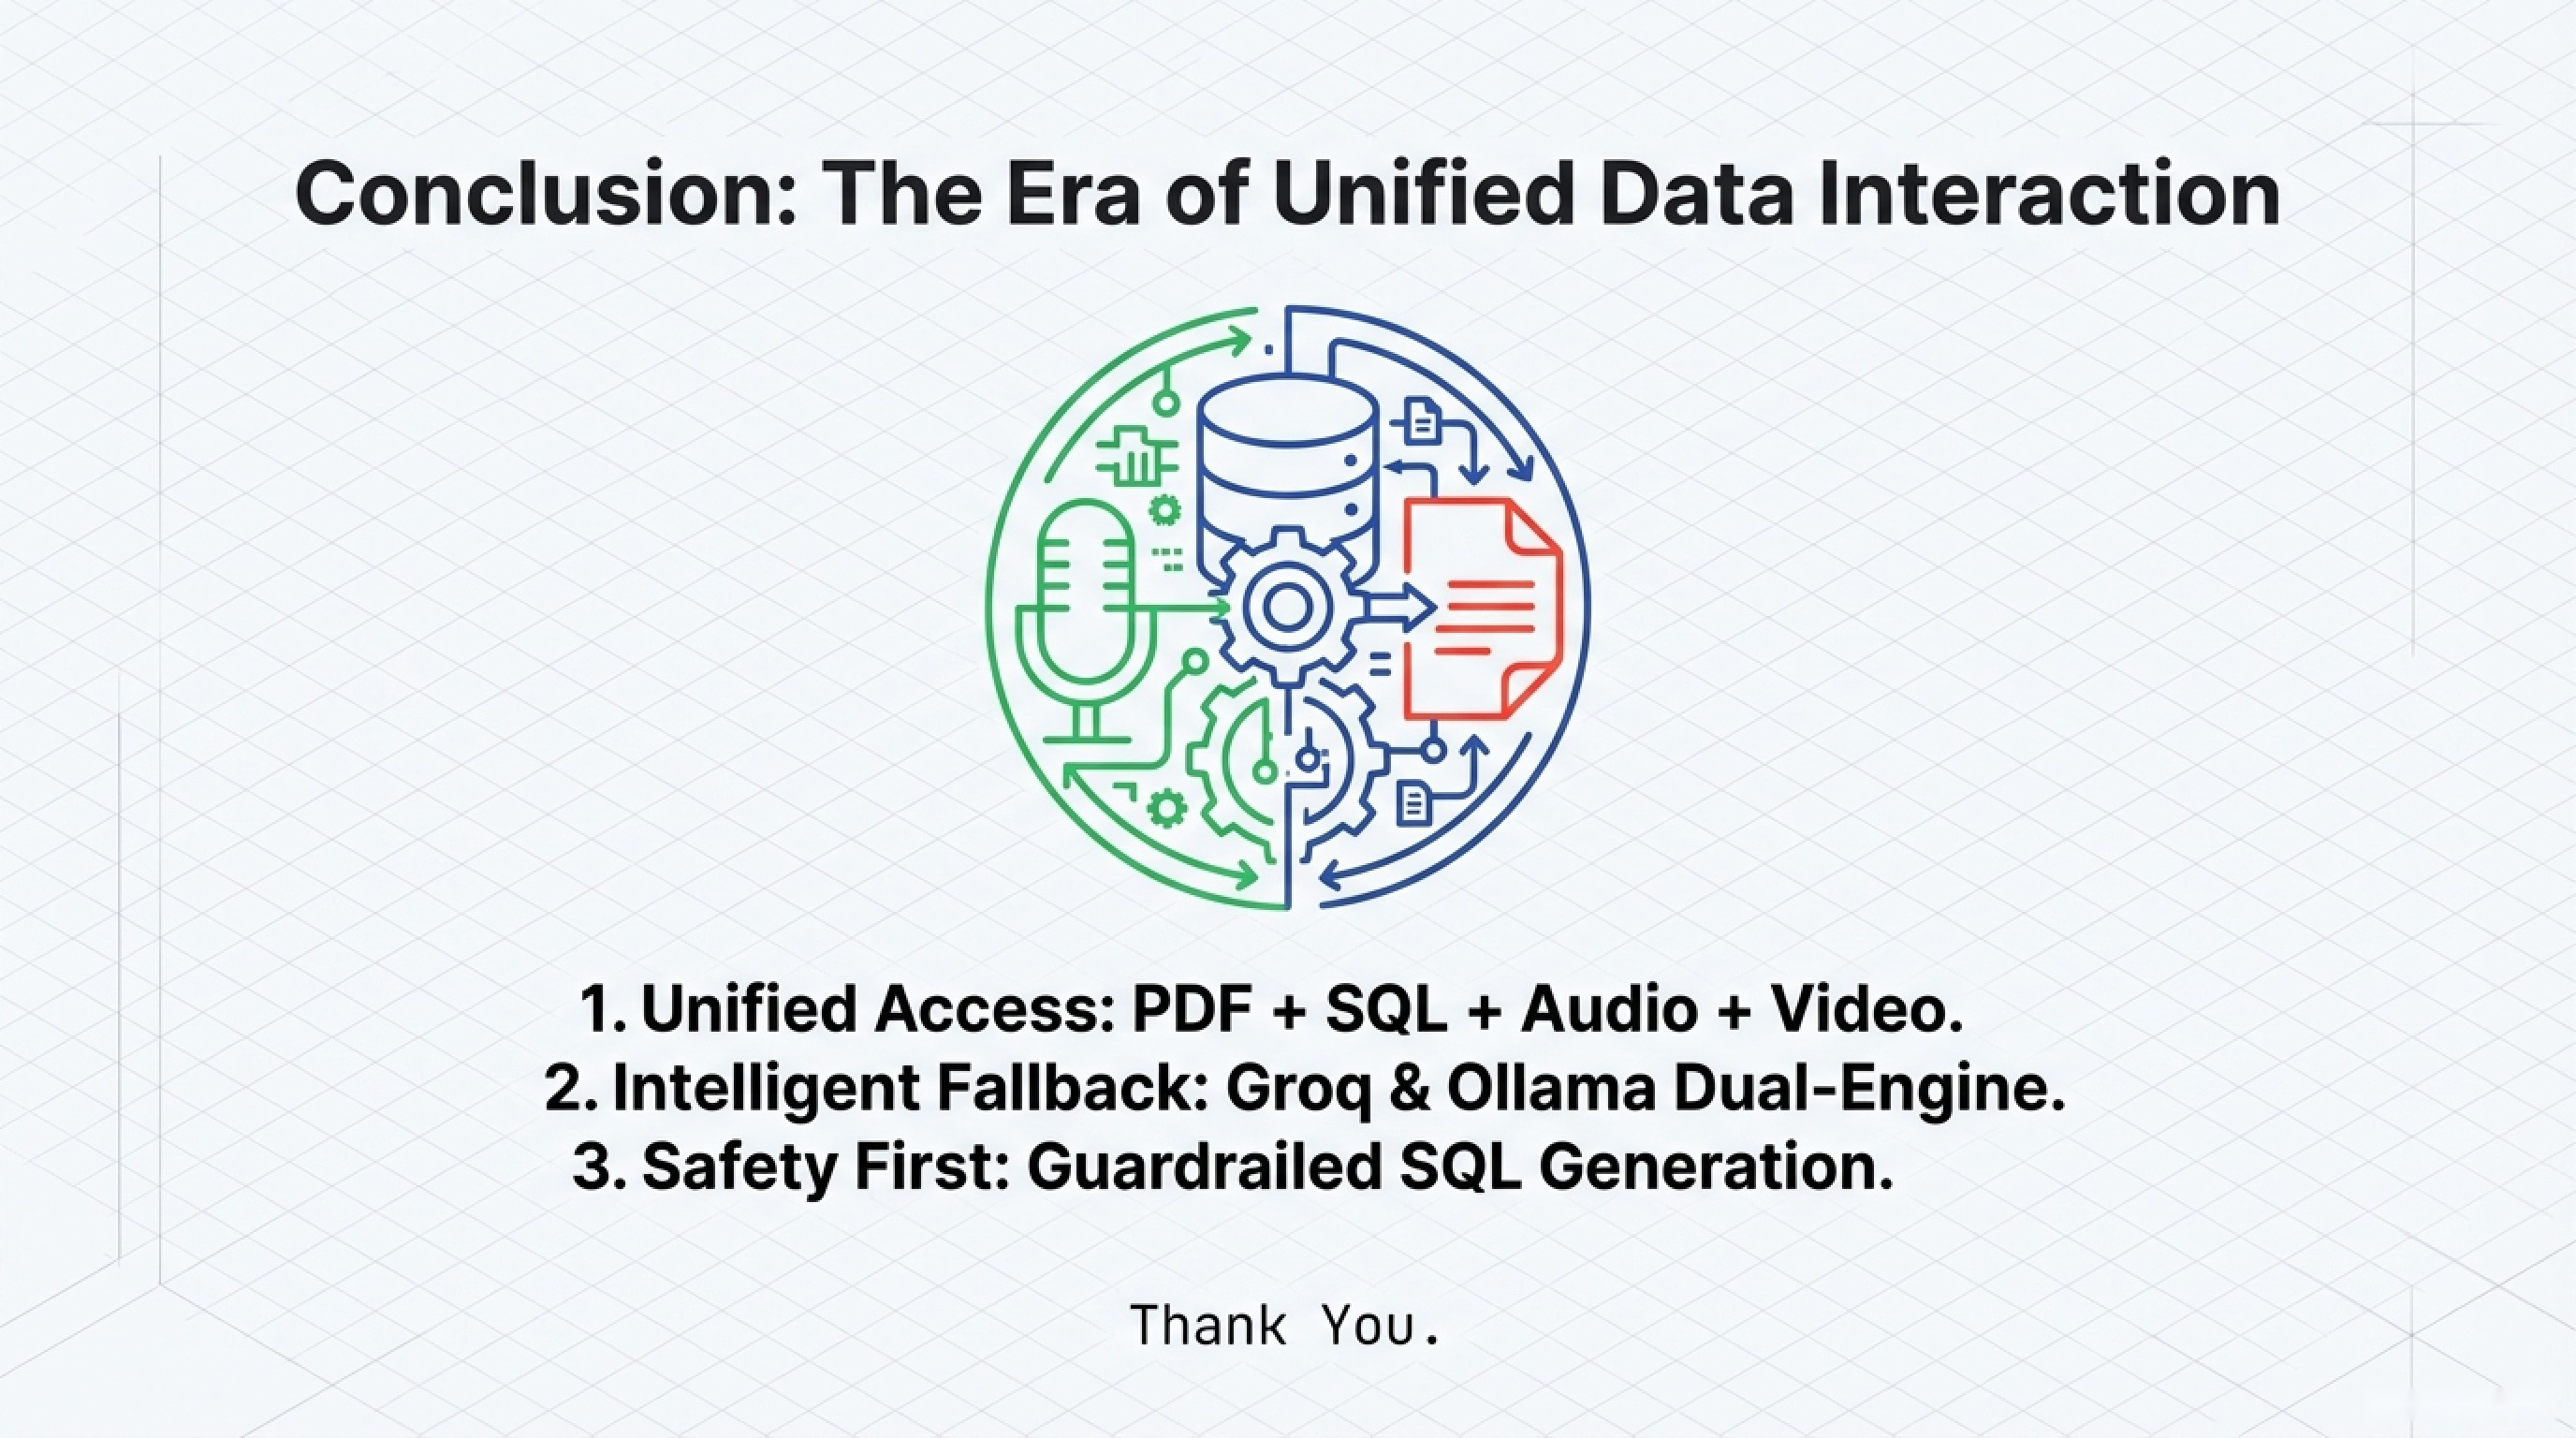 Conclusion: The Era of Unified Data Interaction
1. Unified Access: PDF + SQL + Audio + Video.
2. Intelligent Fallback: Groq & Ollama Dual-Engine.
3. Safety First: Guardrailed SQL Generation.
Thank You.